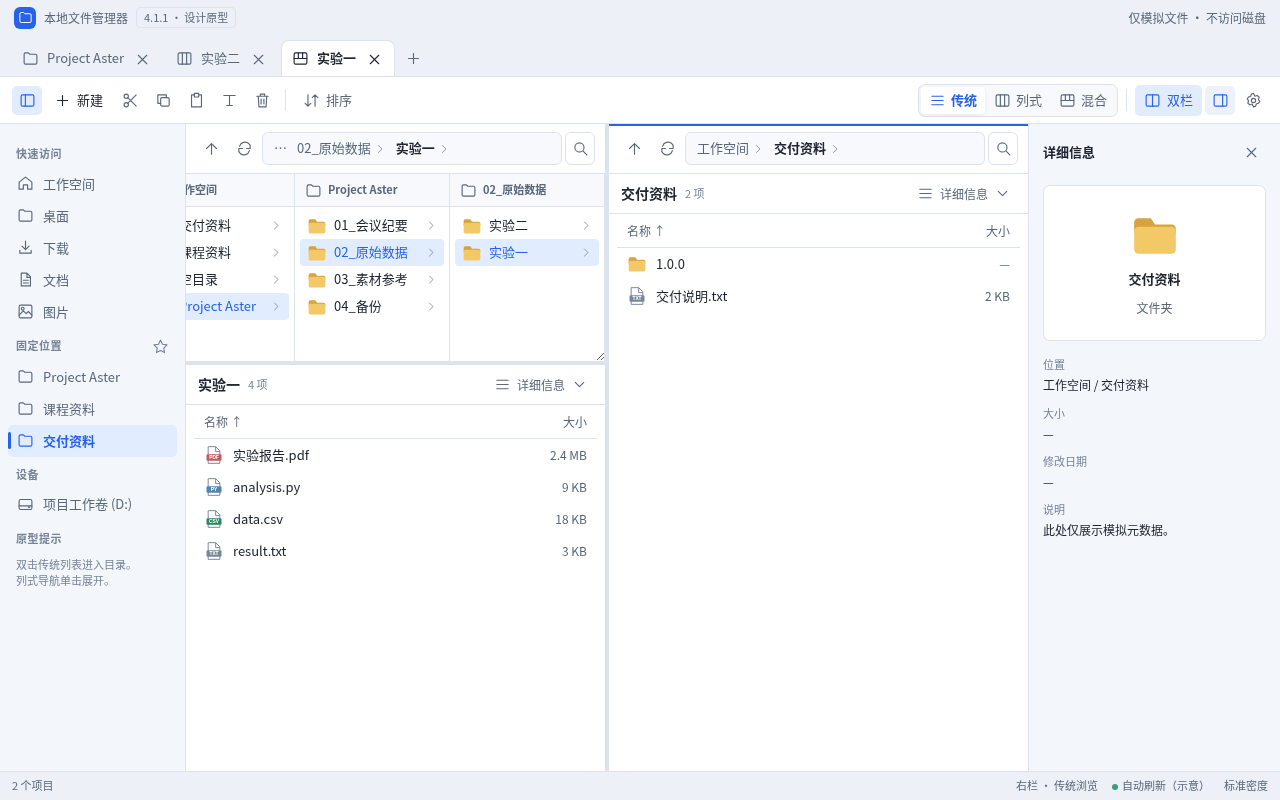 本地文件管理器 4.1.1 · 设计原型 仅模拟文件 · 不访问磁盘
Project Aster 实验二 实验一
新建 排序 传统 列式 混合 双栏
快速访问
工作空间
桌面
下载
文档
图片
固定位置
Project Aster
课程资料
交付资料
设备
项目工作卷 (D:)
原型提示
双击传统列表进入目录。
列式导航单击展开。
··· 02_原始数据 实验一
作空间 Project Aster 02_原始数据
交付资料 01_会议纪要 实验二
课程资料 02_原始数据 实验一
空目录 03_素材参考
Project Aster 04_备份
实验一 4 项 详细信息
名称 ↑ 大小
实验报告.pdf 2.4 MB
analysis.py 9 KB
data.csv 18 KB
result.txt 3 KB
工作空间 交付资料
交付资料 2 项 详细信息
名称 ↑ 大小
1.0.0 —
交付说明.txt 2 KB
详细信息
交付资料
文件夹
位置
工作空间 / 交付资料
大小
—
修改日期
—
说明
此处仅展示模拟元数据。
2 个项目 右栏 · 传统浏览 自动刷新（示意） 标准密度